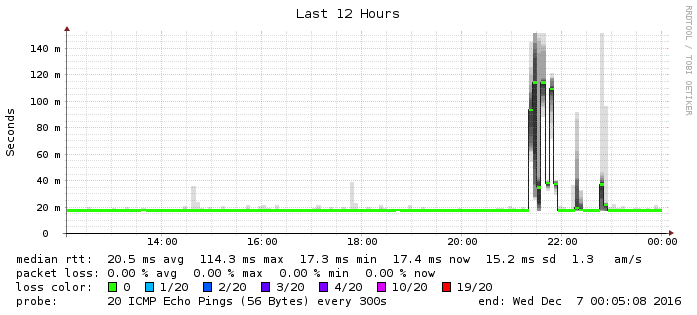 Last 12 Hours
RRDTOOL / TOBI OETIKER
Seconds
140 m
120 m
100 m
80 m
60 m
40 m
20 m
0
14:00 16:00 18:00 20:00 22:00 00:00
median rtt: 20.5 ms avg 114.3 ms max 17.3 ms min 17.4 ms now 15.2 ms sd 1.3 am/s
packet loss: 0.00 % avg 0.00 % max 0.00 % min 0.00 % now
loss color: 0 1/20 2/20 3/20 4/20 10/20 19/20
probe: 20 ICMP Echo Pings (56 Bytes) every 300s end: Wed Dec 7 00:05:08 2016